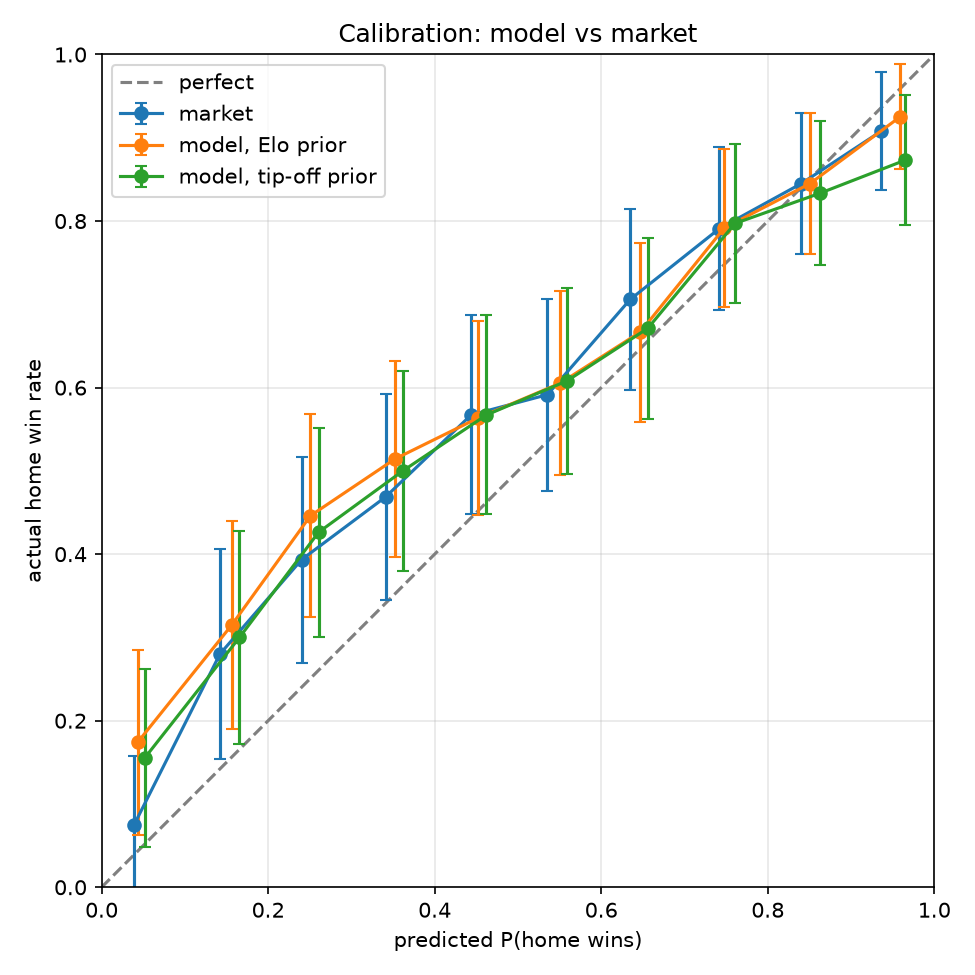 Calibration: model vs market
perfect
market
model, Elo prior
model, tip-off prior
1.0
0.8
0.6
0.4
0.2
0.0
actual home win rate
0.0 0.2 0.4 0.6 0.8 1.0
predicted P(home wins)